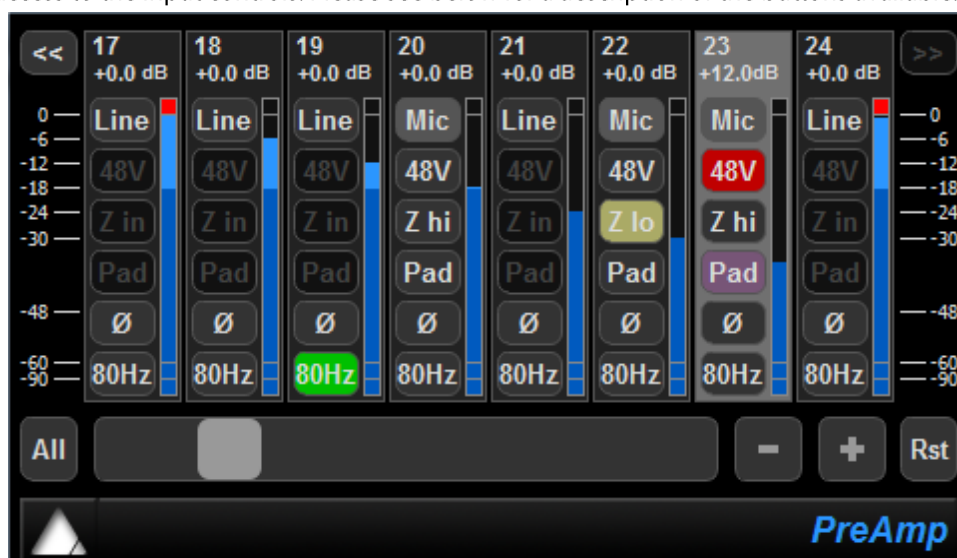 << 17 18 19 20 21 22 23 24 >>
+0.0 dB +0.0 dB +0.0 dB +0.0 dB +0.0 dB +0.0 dB +12.0dB +0.0 dB
0 Line Line Line Mic Line Mic Mic Line 0
-6 -6
-12 48V 48V 48V 48V 48V 48V 48V 48V -12
-18 -18
-24 Z in Z in Z in Z hi Z in Z lo Z hi Z in -24
-30 -30
Pad Pad Pad Pad Pad Pad Pad Pad
-48 Ø Ø Ø Ø Ø Ø Ø Ø -48
-60 -60
-90 80Hz 80Hz 80Hz 80Hz 80Hz 80Hz 80Hz 80Hz -90
All - + Rst
PreAmp